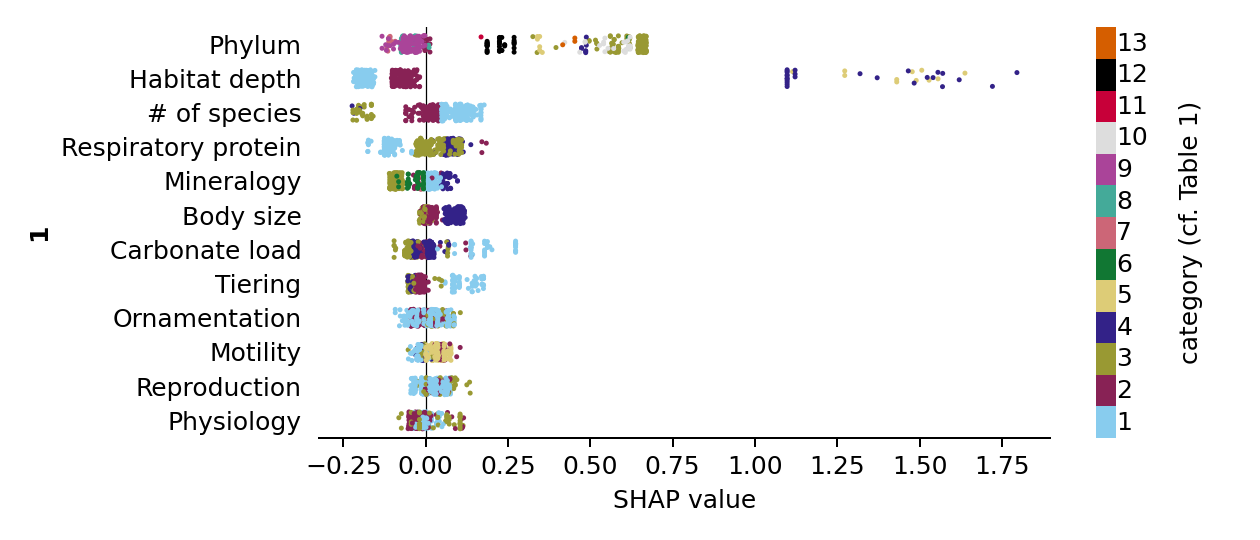 Phylum
Habitat depth
# of species
Respiratory protein
Mineralogy
Body size
Carbonate load
Tiering
Ornamentation
Motility
Reproduction
Physiology
1
−0.25 0.00 0.25 0.50 0.75 1.00 1.25 1.50 1.75
SHAP value
13
12
11
10
9
8
7
6
5
4
3
2
1
category (cf. Table 1)